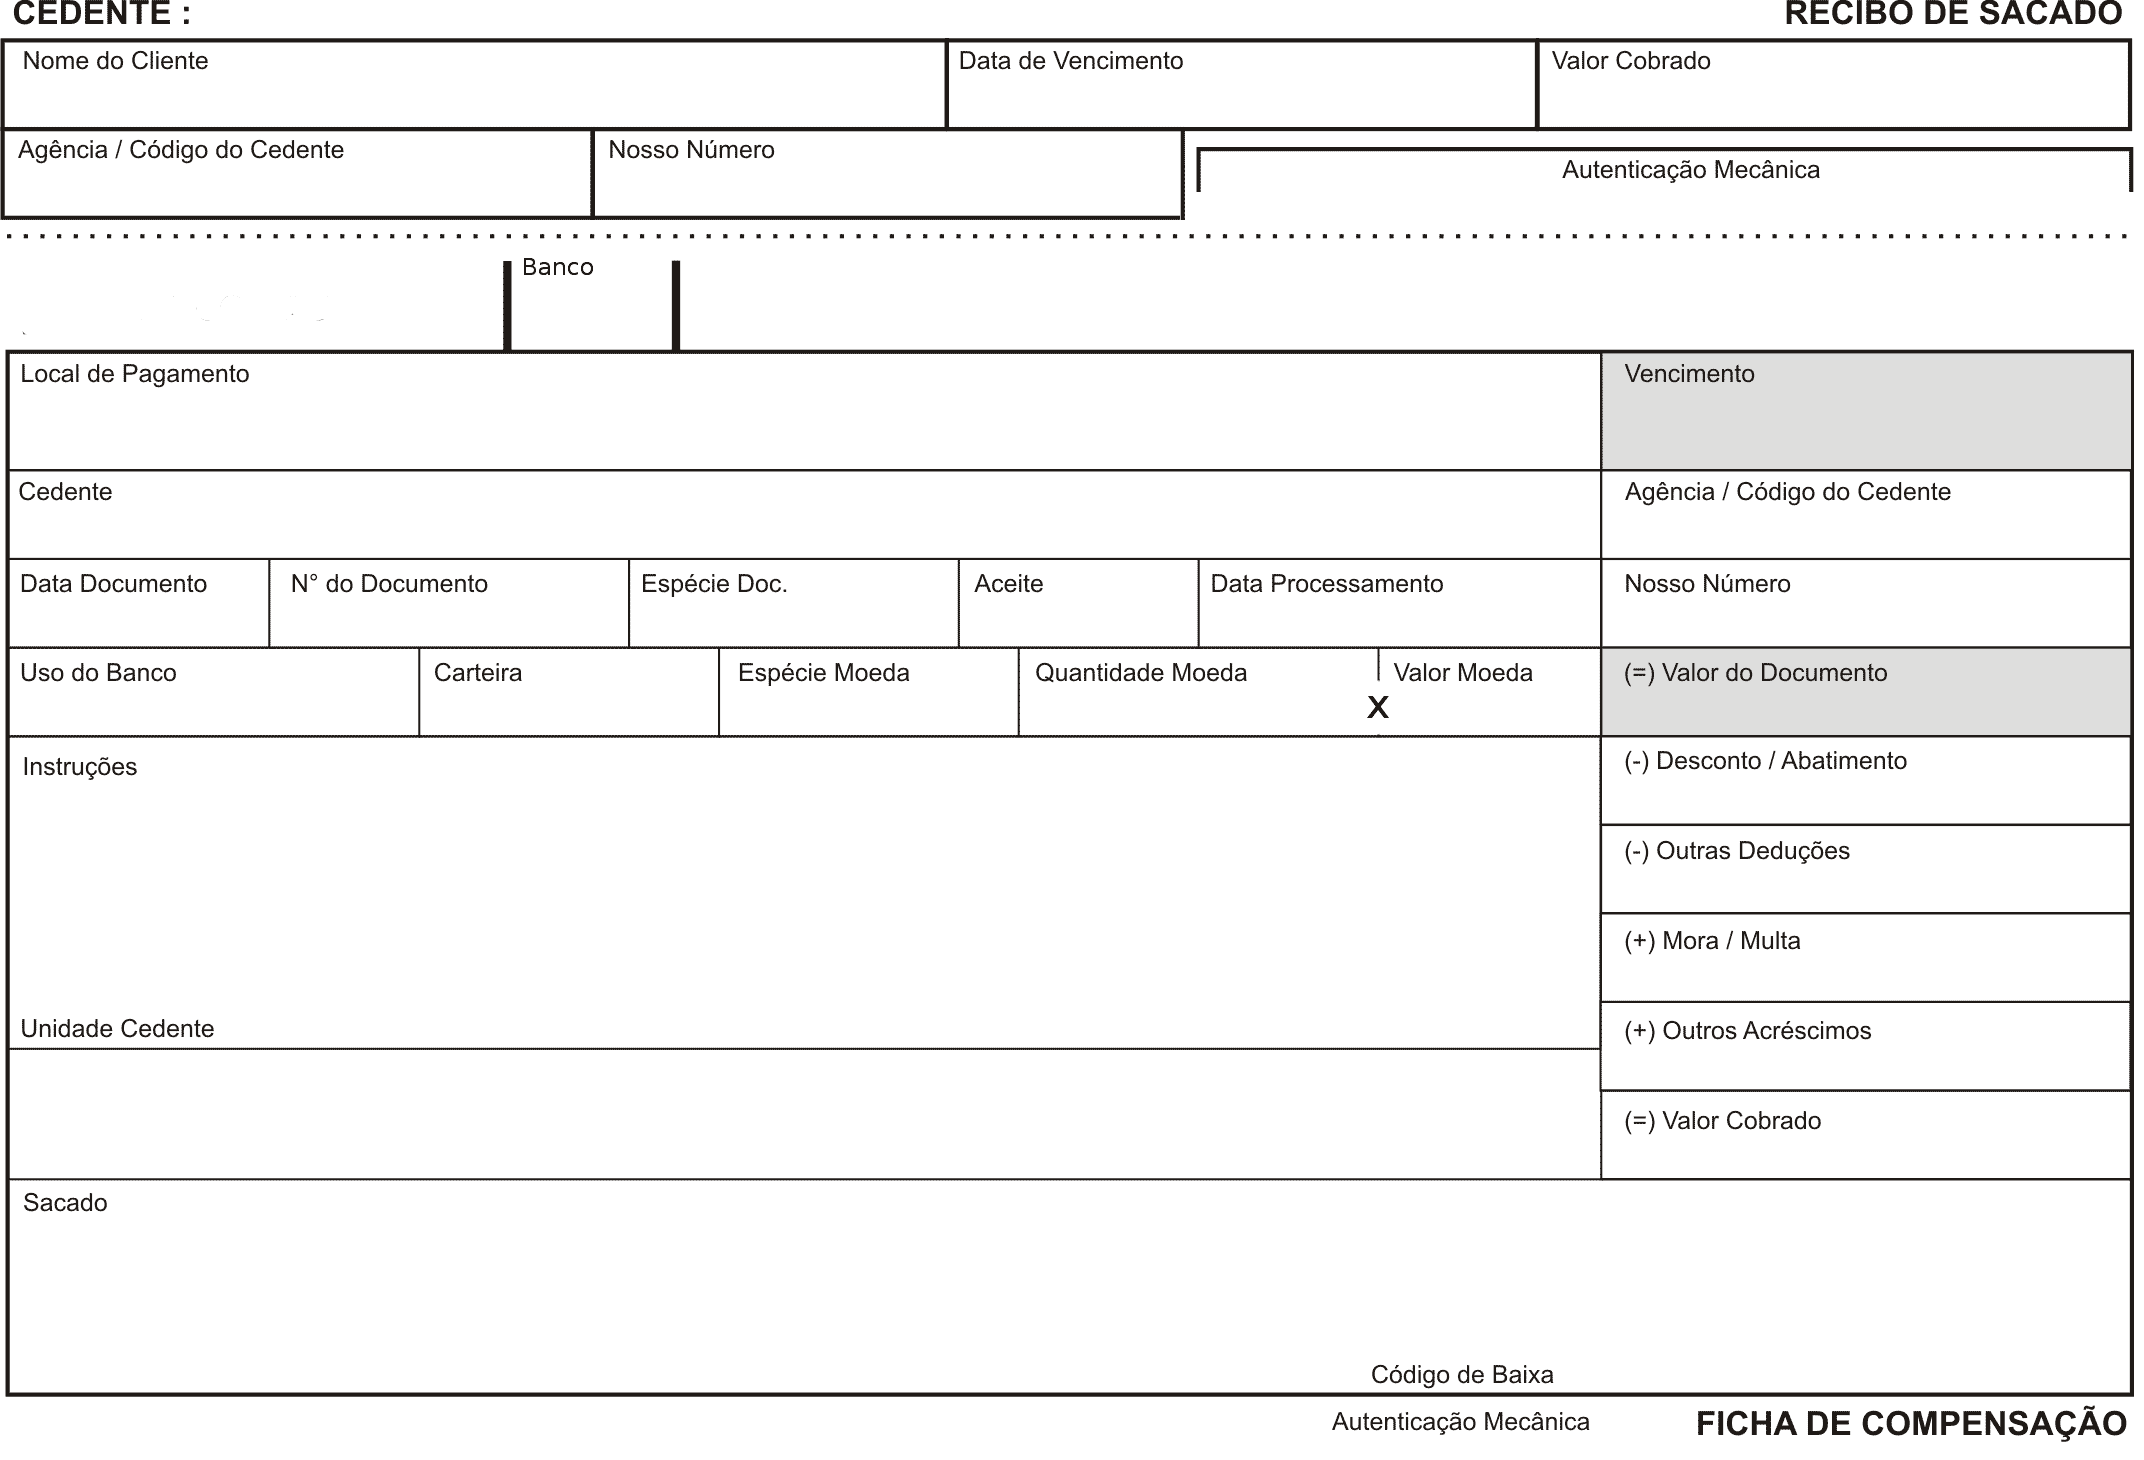 CEDENTE :
RECIBO DE SACADO
Nome do Cliente
Data de Vencimento
Valor Cobrado
Agência / Código do Cedente
Nosso Número
Autenticação Mecânica
Banco
Local de Pagamento
Vencimento
Cedente
Agência / Código do Cedente
Data Documento
N° do Documento
Espécie Doc.
Aceite
Data Processamento
Nosso Número
Uso do Banco
Carteira
Espécie Moeda
Quantidade Moeda
X
Valor Moeda
(=) Valor do Documento
Instruções
(-) Desconto / Abatimento
(-) Outras Deduções
(+) Mora / Multa
Unidade Cedente
(+) Outros Acréscimos
(=) Valor Cobrado
Sacado
Código de Baixa
Autenticação Mecânica
FICHA DE COMPENSAÇÃO